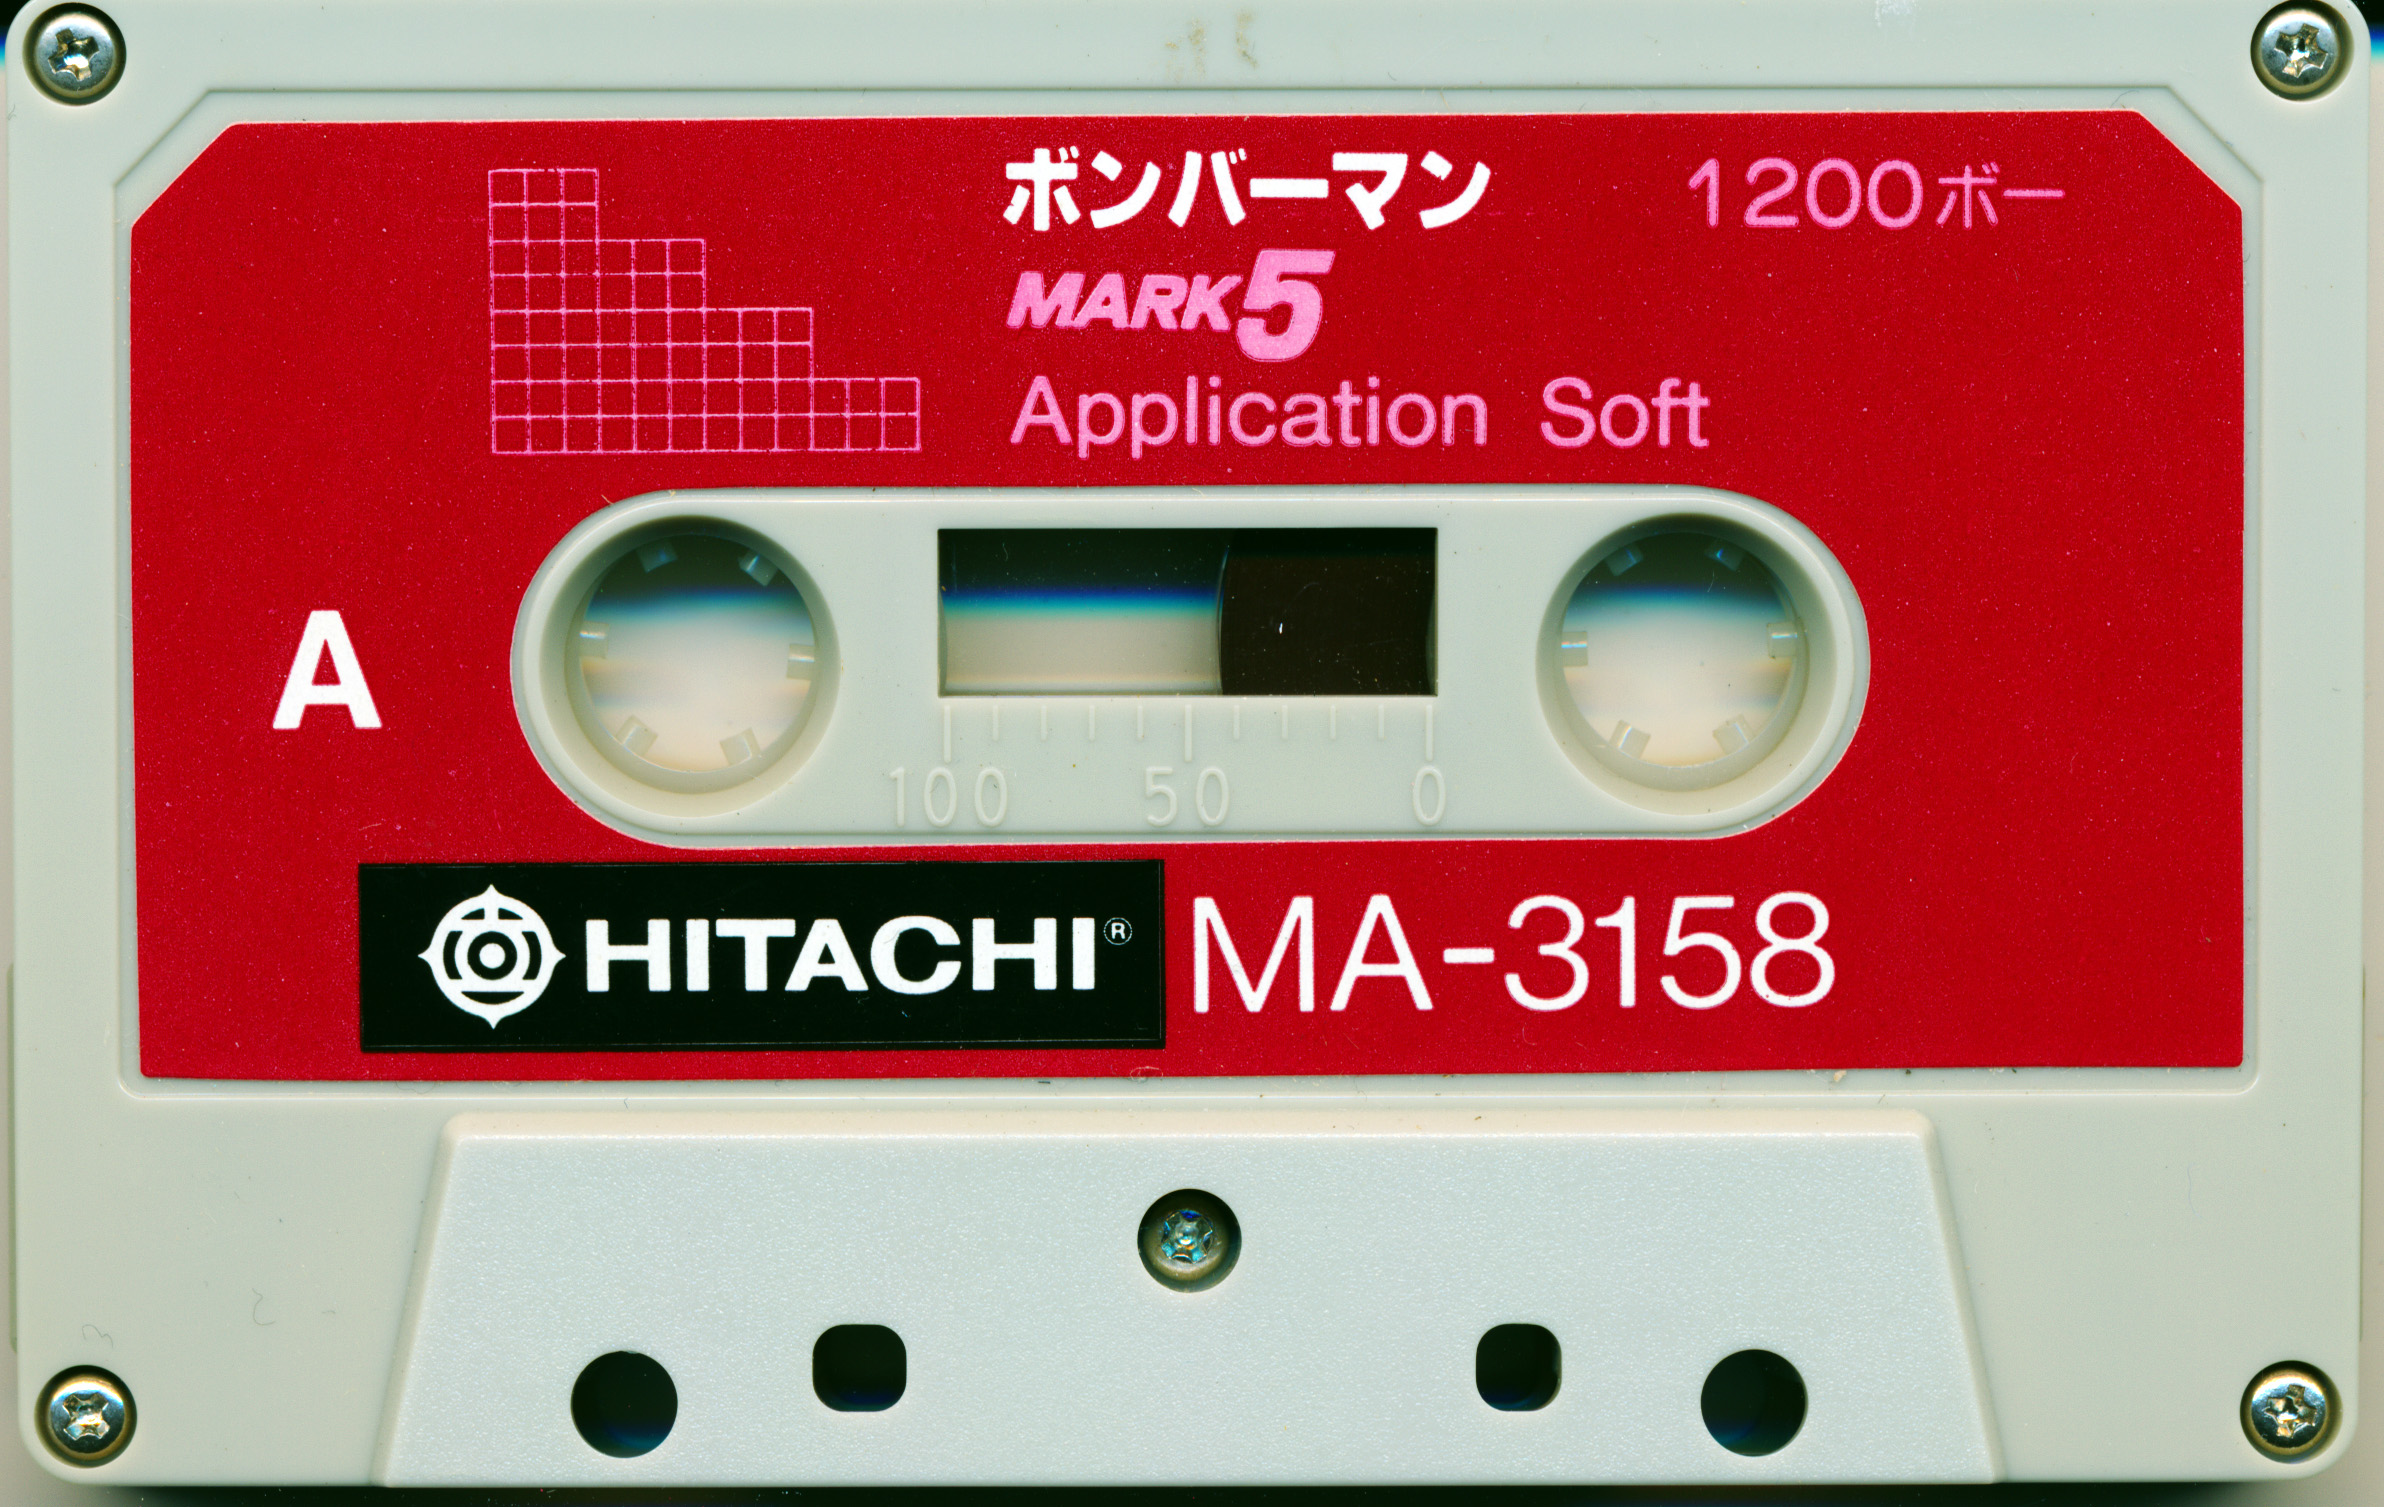 ボンバーマン 1200ボー
MARK5
Application Soft
A
100 50 0
HITACHI® MA-3158